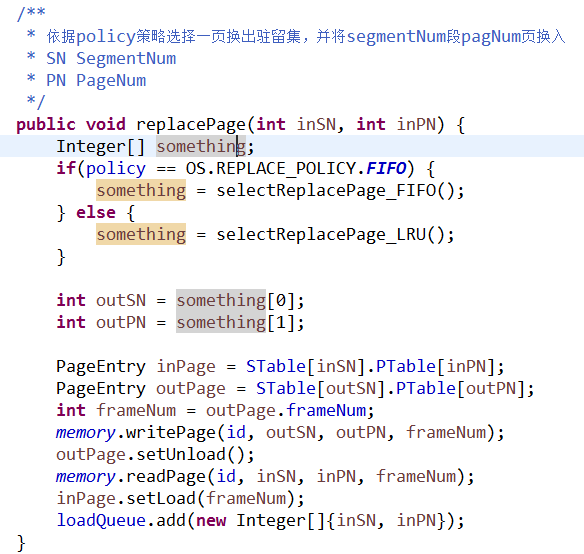 /**
 * 依据policy策略选择一页换出驻留集，并将segmentNum段pagNum页换入
 * SN SegmentNum
 * PN PageNum
 */
public void replacePage(int inSN, int inPN) {
    Integer[] something;
    if(policy == OS.REPLACE_POLICY.FIFO) {
        something = selectReplacePage_FIFO();
    } else {
        something = selectReplacePage_LRU();
    }

    int outSN = something[0];
    int outPN = something[1];

    PageEntry inPage = STable[inSN].PTable[inPN];
    PageEntry outPage = STable[outSN].PTable[outPN];
    int frameNum = outPage.frameNum;
    memory.writePage(id, outSN, outPN, frameNum);
    outPage.setUnload();
    memory.readPage(id, inSN, inPN, frameNum);
    inPage.setLoad(frameNum);
    loadQueue.add(new Integer[]{inSN, inPN});
}